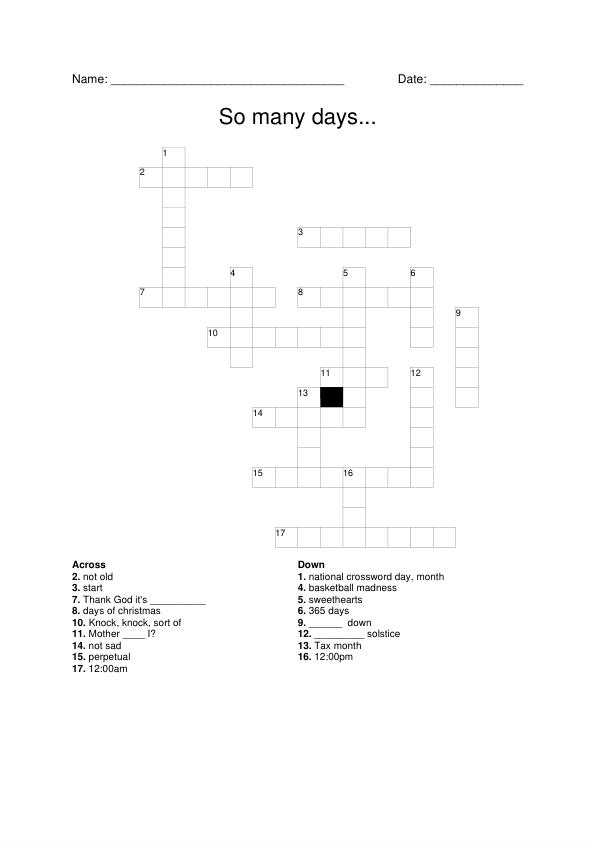 Name: ___________________________________ Date: ______________
So many days...
1
2
3
4 5 6
7 8
9
10
11 12
13
14
15 16
17
Across
2. not old
3. start
7. Thank God it's __________
8. days of christmas
10. Knock, knock, sort of
11. Mother ____ I?
14. not sad
15. perpetual
17. 12:00am
Down
1. national crossword day, month
4. basketball madness
5. sweethearts
6. 365 days
9. ______ down
12. _________ solstice
13. Tax month
16. 12:00pm